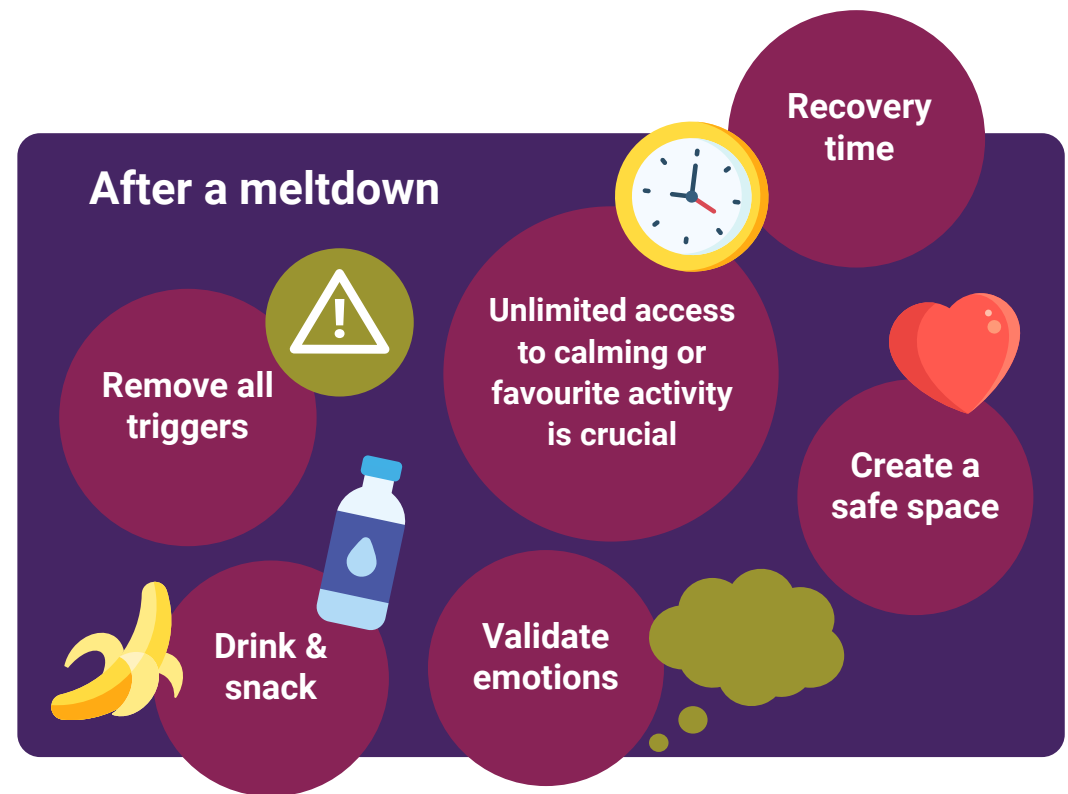 After a meltdown
Recovery
time
Remove all
triggers
Unlimited access
to calming or
favourite activity
is crucial
Create a
safe space
Drink &
snack
Validate
emotions